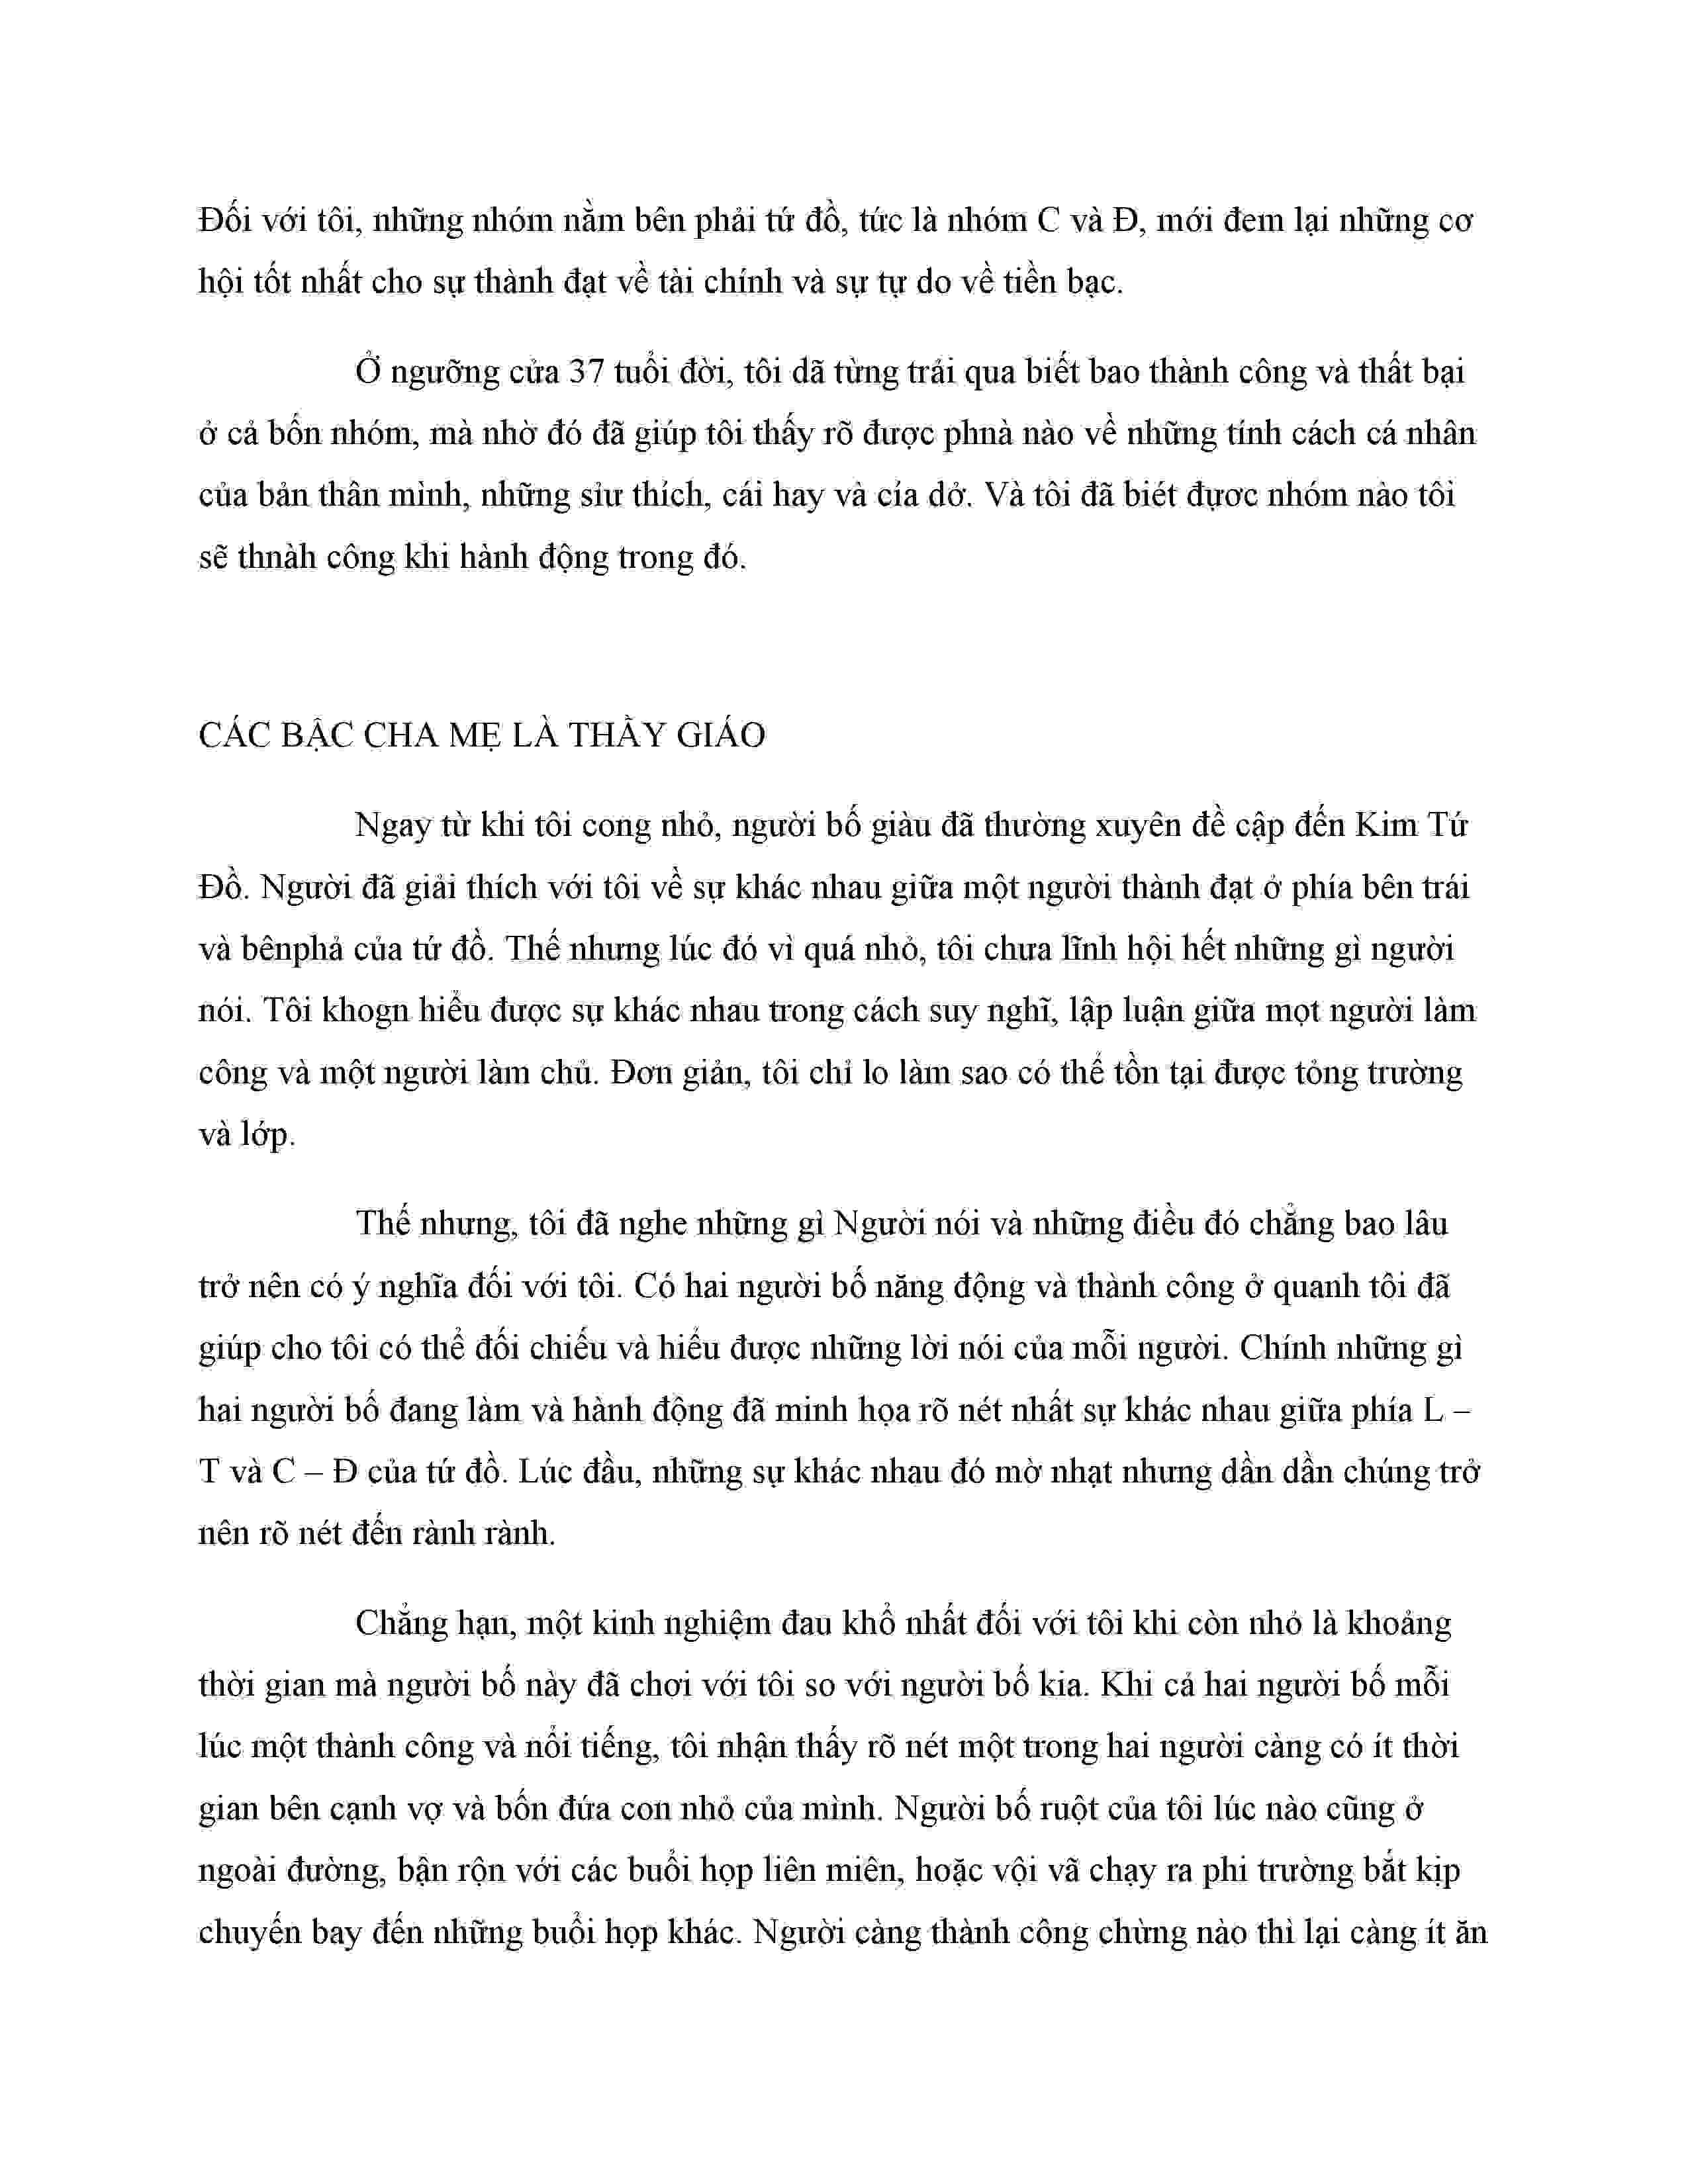 Đối với tôi, những nhóm nằm bên phải tứ đồ, tức là nhóm C và Đ, mới đem lại những cơ
hội tốt nhất cho sự thành đạt về tài chính và sự tự do về tiền bạc.
Ở ngưỡng cửa 37 tuổi đời, tôi dã từng trải qua biết bao thành công và thất bại
ở cả bốn nhóm, mà nhờ đó đã giúp tôi thấy rõ được phnà nào về những tính cách cá nhân
của bản thân mình, những sỉư thích, cái hay và cía dở. Và tôi đã biét đựơc nhóm nào tôi
sẽ thnàh công khi hành động trong đó.
CÁC BẬC CHA MẸ LÀ THẦY GIÁO
Ngay từ khi tôi cong nhỏ, người bố giàu đã thường xuyên đề cập đến Kim Tứ
Đồ. Người đã giải thích với tôi về sự khác nhau giữa một người thành đạt ở phía bên trái
và bênphả của tứ đồ. Thế nhưng lúc đó vì quá nhỏ, tôi chưa lĩnh hội hết những gì người
nói. Tôi khogn hiểu được sự khác nhau trong cách suy nghĩ, lập luận giữa mọt người làm
công và một người làm chủ. Đơn giản, tôi chỉ lo làm sao có thể tồn tại được tỏng trường
và lớp.
Thế nhưng, tôi đã nghe những gì Người nói và những điều đó chẳng bao lâu
trở nên có ý nghĩa đối với tôi. Có hai người bố năng động và thành công ở quanh tôi đã
giúp cho tôi có thể đối chiếu và hiểu được những lời nói của mỗi người. Chính những gì
hai người bố đang làm và hành động đã minh họa rõ nét nhất sự khác nhau giữa phía L –
T và C – Đ của tứ đồ. Lúc đầu, những sự khác nhau đó mờ nhạt nhưng dần dần chúng trở
nên rõ nét đến rành rành.
Chẳng hạn, một kinh nghiệm đau khổ nhất đối với tôi khi còn nhỏ là khoảng
thời gian mà người bố này đã chơi với tôi so với người bố kia. Khi cả hai người bố mỗi
lúc một thành công và nổi tiếng, tôi nhận thấy rõ nét một trong hai người càng có ít thời
gian bên cạnh vợ và bốn đứa con nhỏ của mình. Người bố ruột của tôi lúc nào cũng ở
ngoài đường, bận rộn với các buổi họp liên miên, hoặc vội vã chạy ra phi trường bắt kịp
chuyến bay đến những buổi họp khác. Người càng thành công chừng nào thì lại càng ít ăn